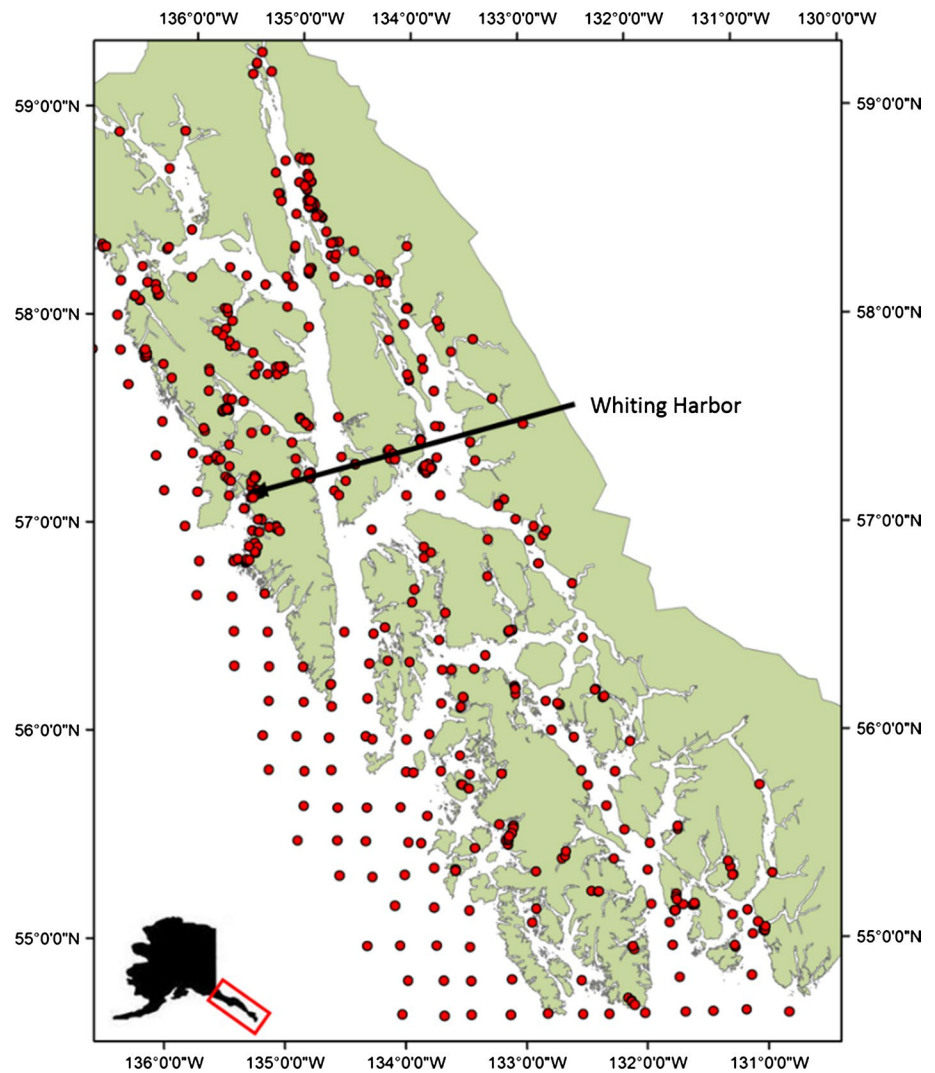 136°0'0"W 135°0'0"W 134°0'0"W 133°0'0"W 132°0'0"W 131°0'0"W 130°0'0"W
59°0'0"N 59°0'0"N
58°0'0"N 58°0'0"N
Whiting Harbor
57°0'0"N 57°0'0"N
56°0'0"N 56°0'0"N
55°0'0"N 55°0'0"N
136°0'0"W 135°0'0"W 134°0'0"W 133°0'0"W 132°0'0"W 131°0'0"W